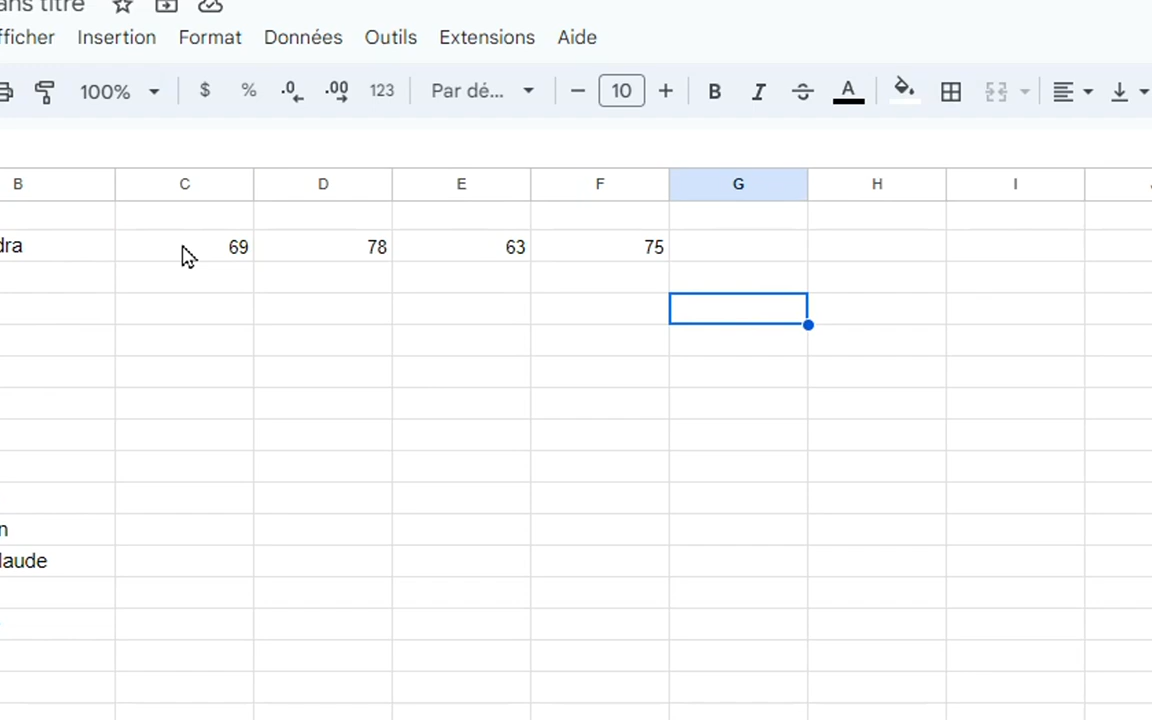 ans titre
fficher Insertion Format Données Outils Extensions Aide
100% $ % .0 .00 123 Par dé... − 10 + B I S A
B C D E F G H I
dra 69 78 63 75
n
laude